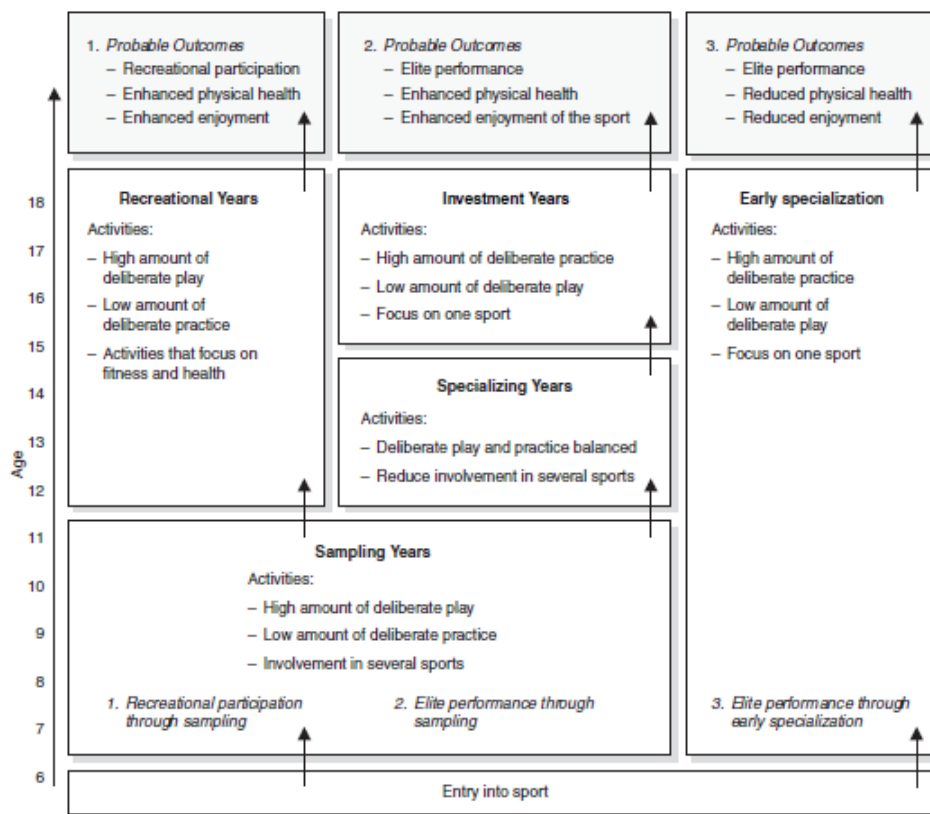 1. Probable Outcomes
– Recreational participation
– Enhanced physical health
– Enhanced enjoyment
2. Probable Outcomes
– Elite performance
– Enhanced physical health
– Enhanced enjoyment of the sport
3. Probable Outcomes
– Elite performance
– Reduced physical health
– Reduced enjoyment
Age
18
17
16
15
14
13
12
11
10
9
8
7
6
Recreational Years
Activities:
– High amount of
deliberate play
– Low amount of
deliberate practice
– Activities that focus on
fitness and health
Investment Years
Activities:
– High amount of deliberate practice
– Low amount of deliberate play
– Focus on one sport
Early specialization
Activities:
– High amount of
deliberate practice
– Low amount of
deliberate play
– Focus on one sport
Specializing Years
Activities:
– Deliberate play and practice balanced
– Reduce involvement in several sports
Sampling Years
Activities:
– High amount of deliberate play
– Low amount of deliberate practice
– Involvement in several sports
1. Recreational participation
through sampling
2. Elite performance through
sampling
3. Elite performance through
early specialization
Entry into sport